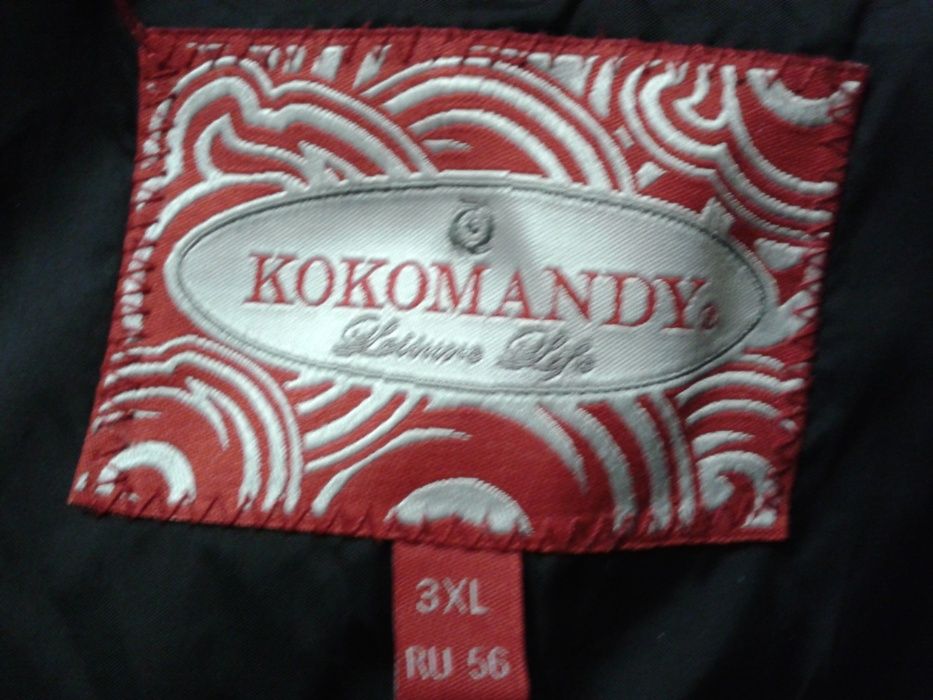 KOKOMANDY®
Leisure Life
3XL
RU 56